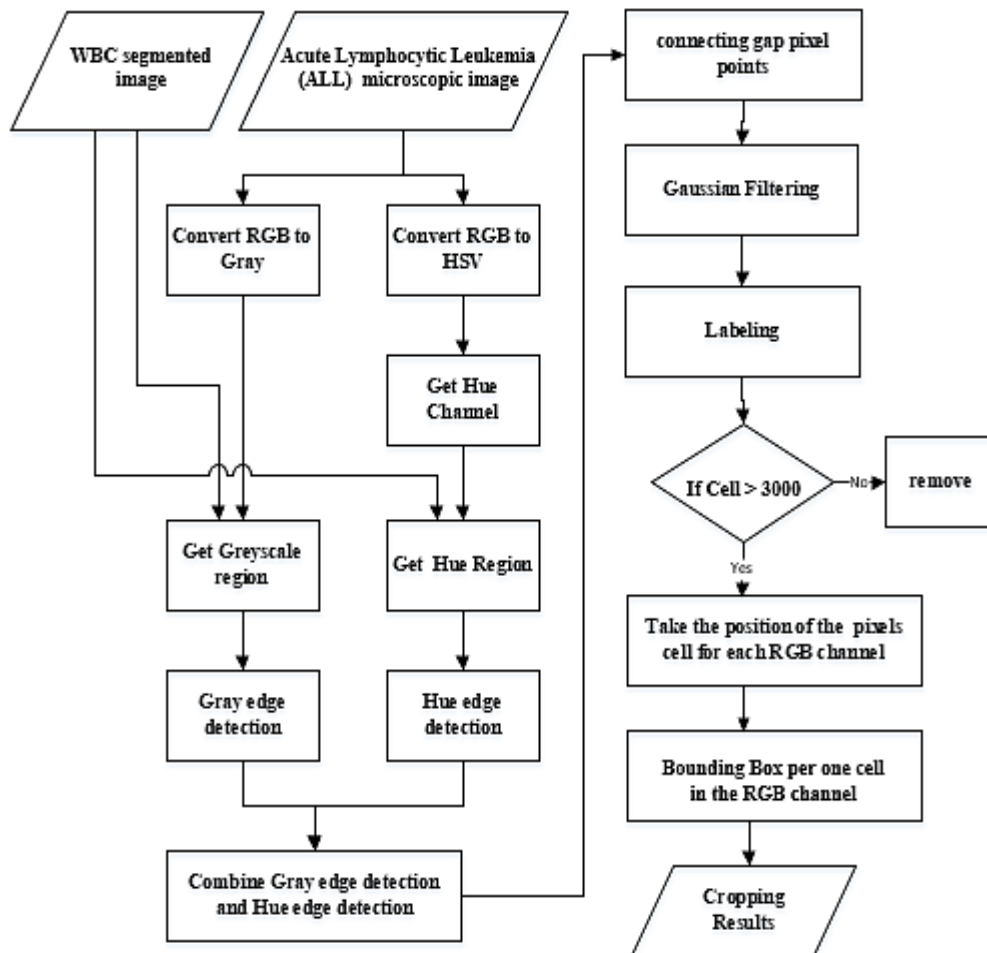 WBC segmented
image
Acute Lymphocytic Leukemia
(ALL) microscopic image
Convert RGB to
Gray
Convert RGB to
HSV
Get Hue
Channel
Get Greyscale
region
Get Hue Region
Gray edge
detection
Hue edge
detection
Combine Gray edge detection
and Hue edge detection
connecting gap pixel
points
Gaussian Filtering
Labeling
If Cell > 3000
No
remove
Yes
Take the position of the pixels
cell for each RGB channel
Bounding Box per one cell
in the RGB channel
Cropping
Results